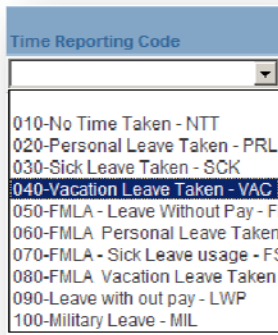 Time Reporting Code
010-No Time Taken - NTT
020-Personal Leave Taken - PRL
030-Sick Leave Taken - SCK
040-Vacation Leave Taken - VAC
050-FMLA - Leave Without Pay - F
060-FMLA Personal Leave Taken
070-FMLA - Sick Leave usage - FS
080-FMLA Vacation Leave Taken
090-Leave with out pay - LWP
100-Military Leave - MIL